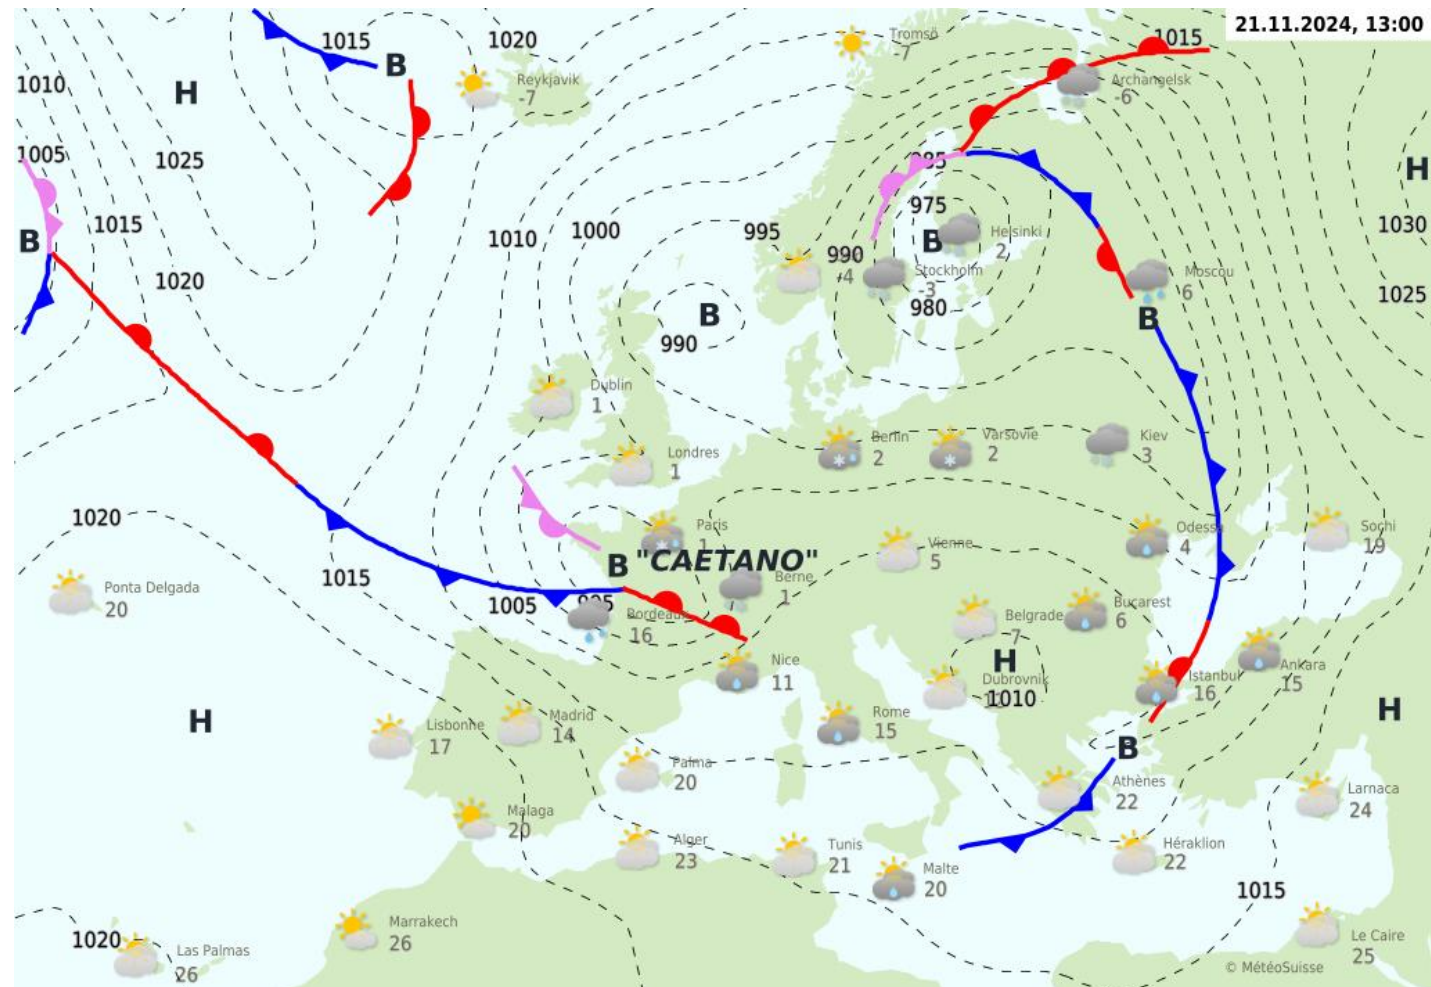 21.11.2024, 13:00
1015
B
1020
Tromsö
-7
1015
Reykjavik
-7
Archangelsk
-6
1010
H
1005
1025
985
H
975
1015
B
1010
1000
995
B
Helsinki
2
1030
990
-4
Stockholm
-3
Moscou
6
1020
980
1025
B
990
B
Dublin
1
Londres
1
Berlin
2
Varsovie
2
Kiev
3
1020
Paris
1
Vienne
5
Odessa
4
Sochi
19
B "CAETANO"
1015
Ponta Delgada
20
1005
Bordeaux
16
Berne
1
Belgrade
7
Bucarest
6
Nice
11
H
Dubrovnik
1010
Istanbul
16
Ankara
15
H
Lisbonne
17
Madrid
14
Rome
15
H
B
Palma
20
Athènes
22
Larnaca
24
Malaga
20
Alger
23
Tunis
21
Héraklion
22
Malte
20
1015
Marrakech
26
1020
Las Palmas
26
Le Caire
25
© MétéoSuisse